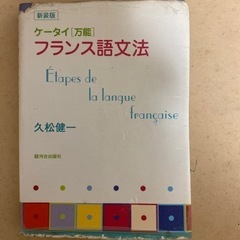 新装版
ケータイ[万能]
フランス語文法
Étapes de
la langue
française
久松健一
駿河台出版社